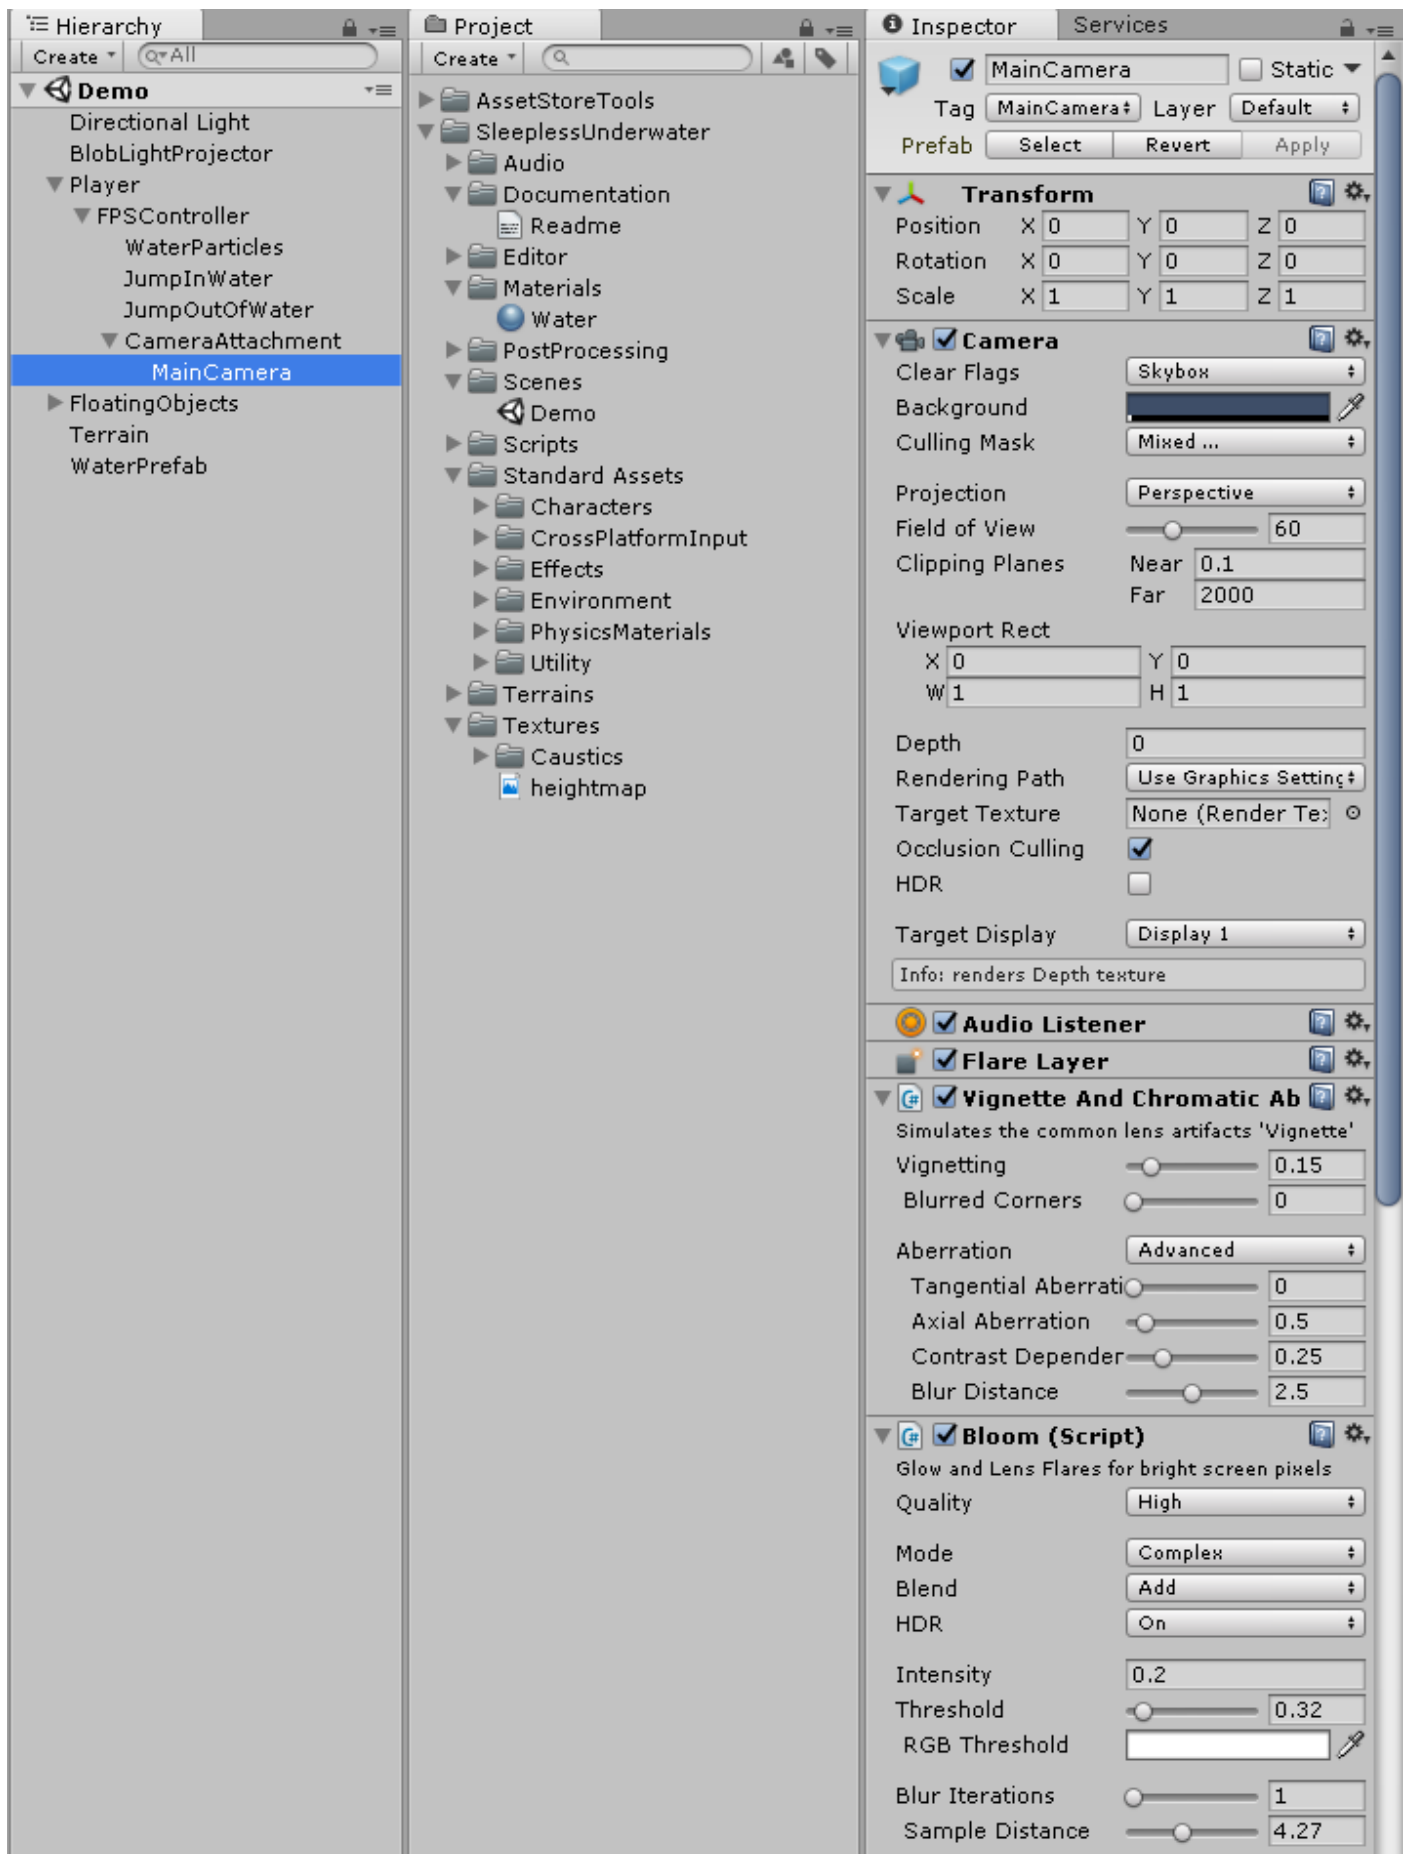 Hierarchy
Create
All
Demo
Directional Light
BlobLightProjector
Player
FPSController
WaterParticles
JumpInWater
JumpOutOfWater
CameraAttachment
MainCamera
FloatingObjects
Terrain
WaterPrefab
Project
Create
AssetStoreTools
SleeplessUnderwater
Audio
Documentation
Readme
Editor
Materials
Water
PostProcessing
Scenes
Demo
Scripts
Standard Assets
Characters
CrossPlatformInput
Effects
Environment
PhysicsMaterials
Utility
Terrains
Textures
Caustics
heightmap
Inspector Services
MainCamera Static
Tag MainCamera Layer Default
Prefab Select Revert Apply
Transform
Position X 0 Y 0 Z 0
Rotation X 0 Y 0 Z 0
Scale X 1 Y 1 Z 1
Camera
Clear Flags Skybox
Background
Culling Mask Mixed ...
Projection Perspective
Field of View 60
Clipping Planes Near 0.1
Far 2000
Viewport Rect
X 0 Y 0
W 1 H 1
Depth 0
Rendering Path Use Graphics Setting
Target Texture None (Render Te
Occlusion Culling
HDR
Target Display Display 1
Info: renders Depth texture
Audio Listener
Flare Layer
Vignette And Chromatic Ab
Simulates the common lens artifacts 'Vignette'
Vignetting 0.15
Blurred Corners 0
Aberration Advanced
Tangential Aberrati 0
Axial Aberration 0.5
Contrast Depender 0.25
Blur Distance 2.5
Bloom (Script)
Glow and Lens Flares for bright screen pixels
Quality High
Mode Complex
Blend Add
HDR On
Intensity 0.2
Threshold 0.32
RGB Threshold
Blur Iterations 1
Sample Distance 4.27